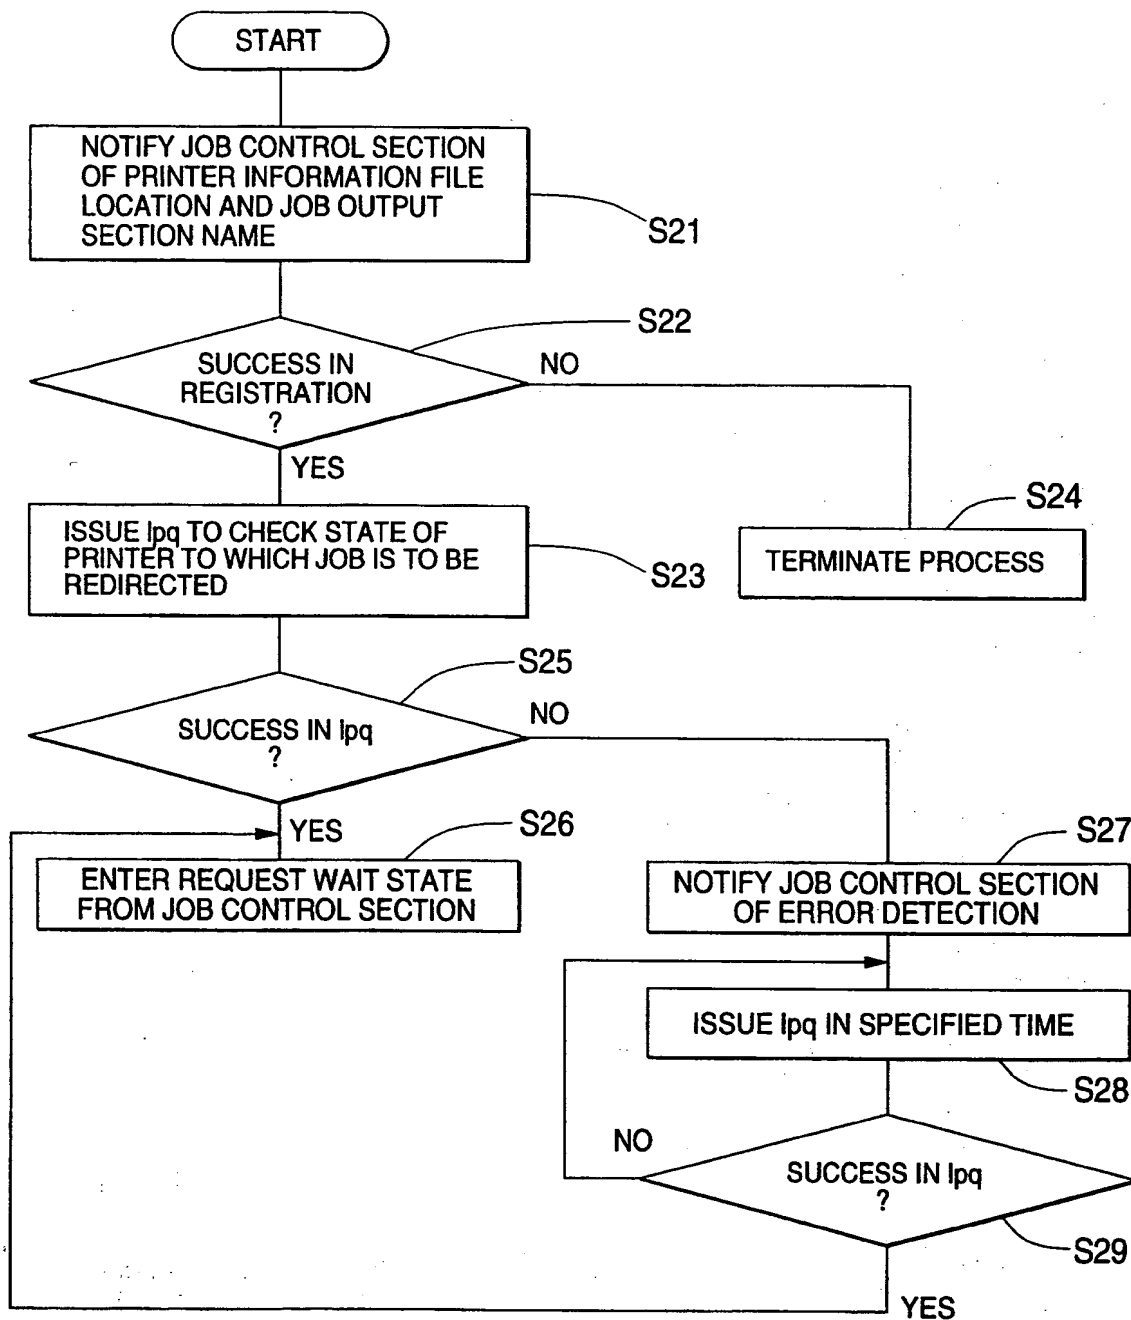 START
NOTIFY JOB CONTROL SECTION
OF PRINTER INFORMATION FILE
LOCATION AND JOB OUTPUT
SECTION NAME
S21
S22
SUCCESS IN
REGISTRATION
?
NO
YES
S24
ISSUE lpq TO CHECK STATE OF
PRINTER TO WHICH JOB IS TO BE
REDIRECTED
S23
TERMINATE PROCESS
S25
SUCCESS IN lpq
?
NO
YES
S26
ENTER REQUEST WAIT STATE
FROM JOB CONTROL SECTION
S27
NOTIFY JOB CONTROL SECTION
OF ERROR DETECTION
ISSUE lpq IN SPECIFIED TIME
S28
NO
SUCCESS IN lpq
?
S29
YES